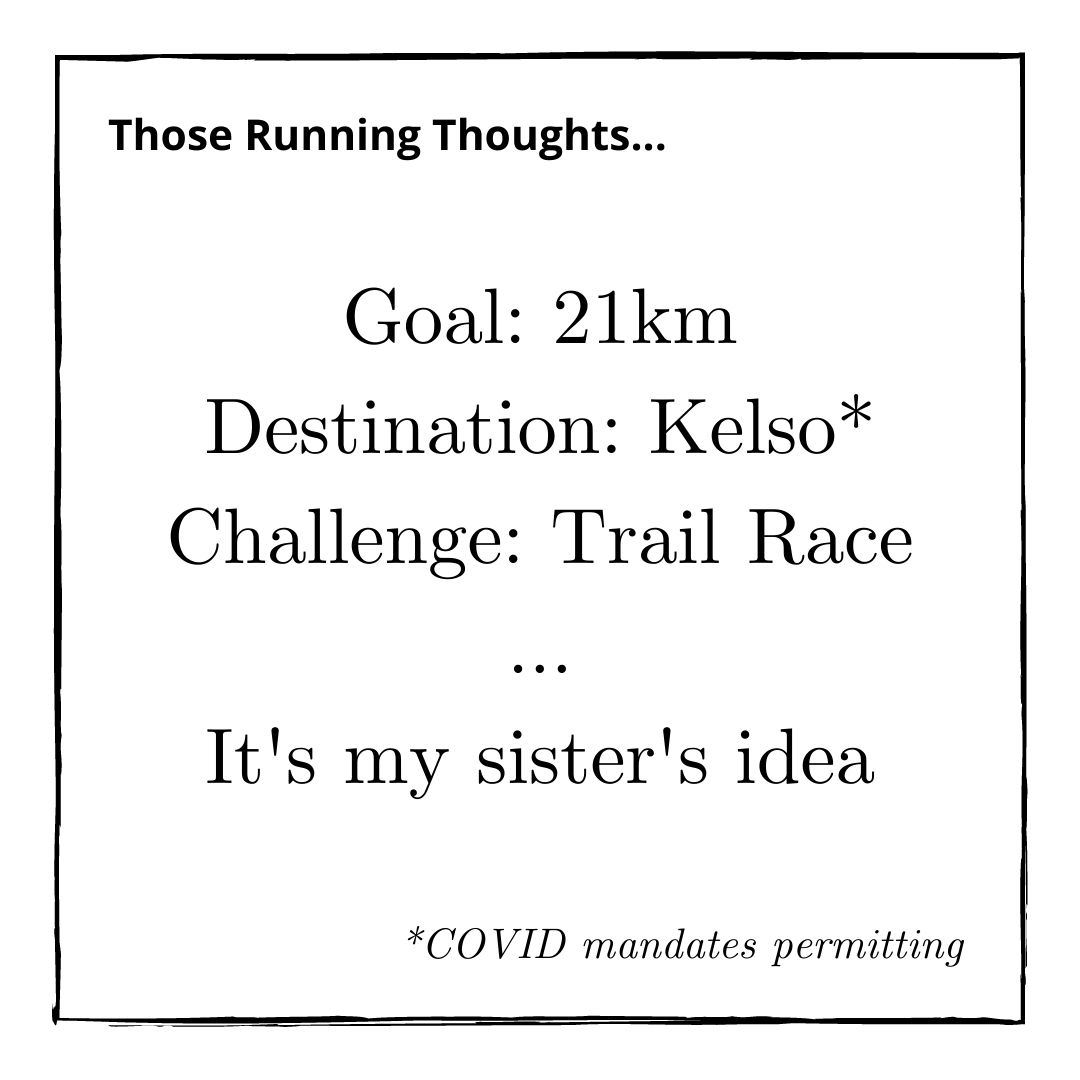 Those Running Thoughts...
Goal: 21km
Destination: Kelso*
Challenge: Trail Race
...
It's my sister's idea
*COVID mandates permitting